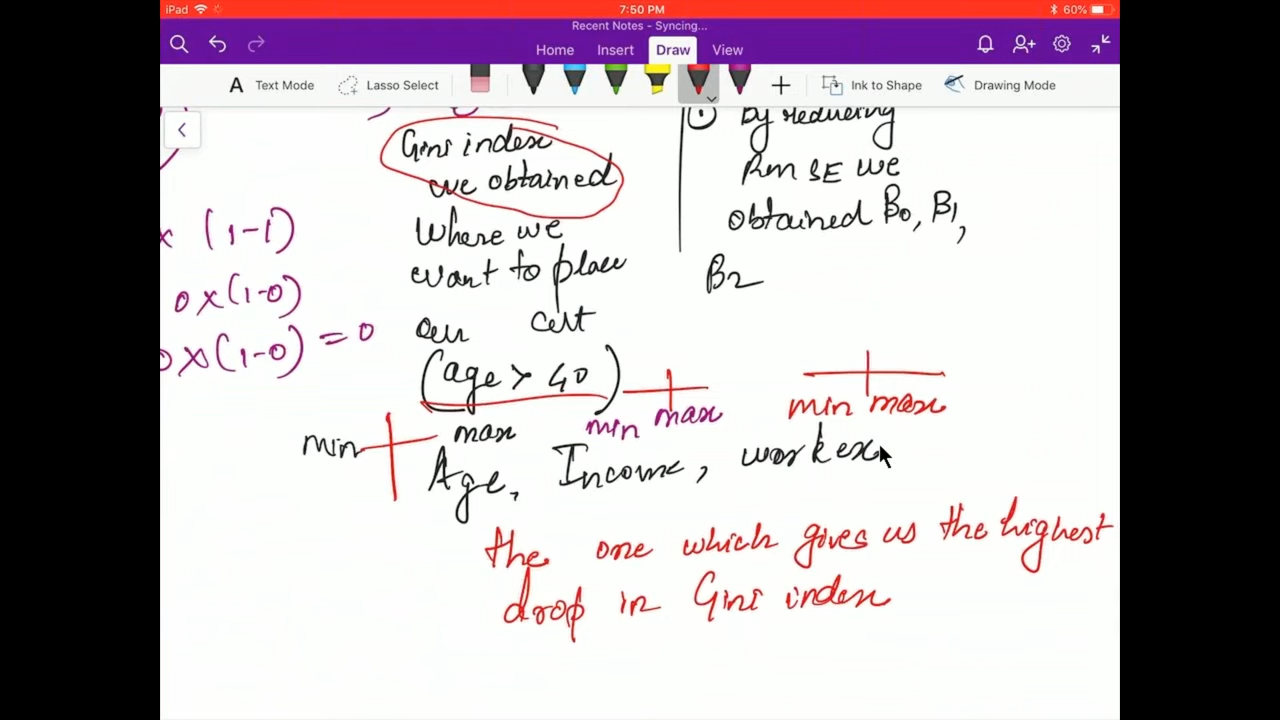 iPad
7:50 PM
60%
Recent Notes - Syncing...
Home Insert Draw View
A Text Mode Lasso Select Ink to Shape Drawing Mode
Gini index
we obtained
where we
want to place
our cut
(age > 40)
By reducing
RMSE we
obtained B0, B1,
B2
x (1-1)
0x(1-0)
0x(1-0) = 0
min max
min max
min max
Age, Income, workex
the one which gives us the highest
drop in Gini index